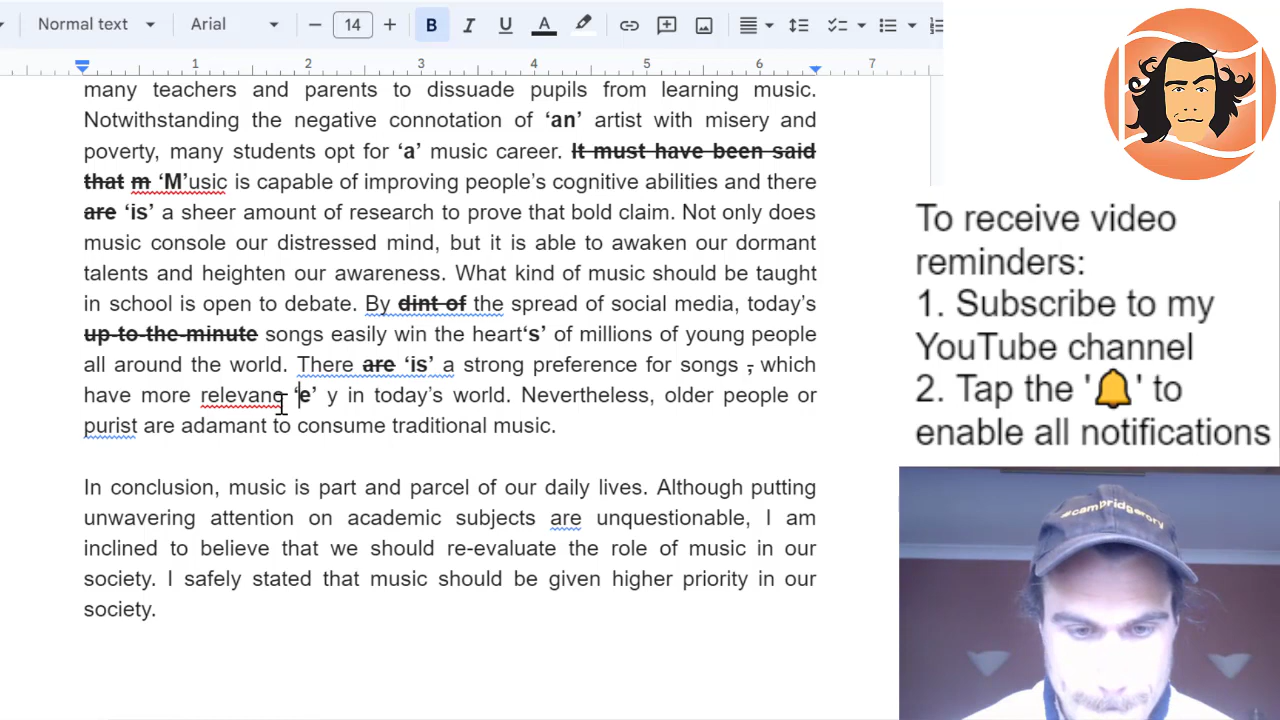 Normal text Arial − 14 + B I U A
1 2 3 4 5 6 7
many teachers and parents to dissuade pupils from learning music.
Notwithstanding the negative connotation of ‘an’ artist with misery and
poverty, many students opt for ‘a’ music career. It must have been said
that m ‘M’usic is capable of improving people’s cognitive abilities and there
are ‘is’ a sheer amount of research to prove that bold claim. Not only does
music console our distressed mind, but it is able to awaken our dormant
talents and heighten our awareness. What kind of music should be taught
in school is open to debate. By dint of the spread of social media, today’s
up to the minute songs easily win the heart‘s’ of millions of young people
all around the world. There are ‘is’ a strong preference for songs , which
have more relevanc ‘e’ y in today’s world. Nevertheless, older people or
purist are adamant to consume traditional music.
In conclusion, music is part and parcel of our daily lives. Although putting
unwavering attention on academic subjects are unquestionable, I am
inclined to believe that we should re-evaluate the role of music in our
society. I safely stated that music should be given higher priority in our
society.
To receive video
reminders:
1. Subscribe to my
YouTube channel
2. Tap the '🔔' to
enable all notifications